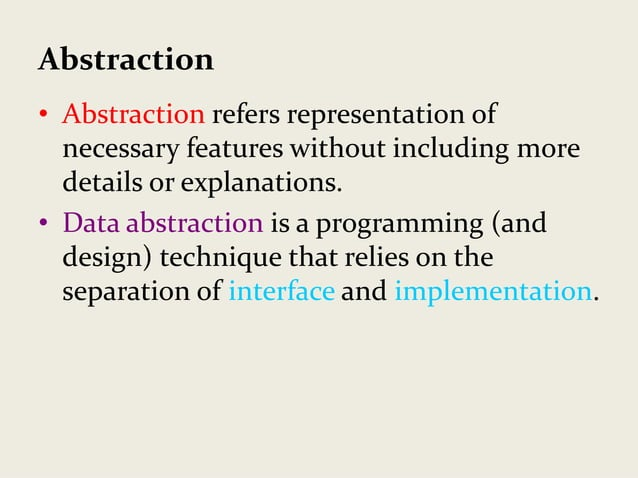 Abstraction
• Abstraction refers representation of
necessary features without including more
details or explanations.
• Data abstraction is a programming (and
design) technique that relies on the
separation of interface and implementation.